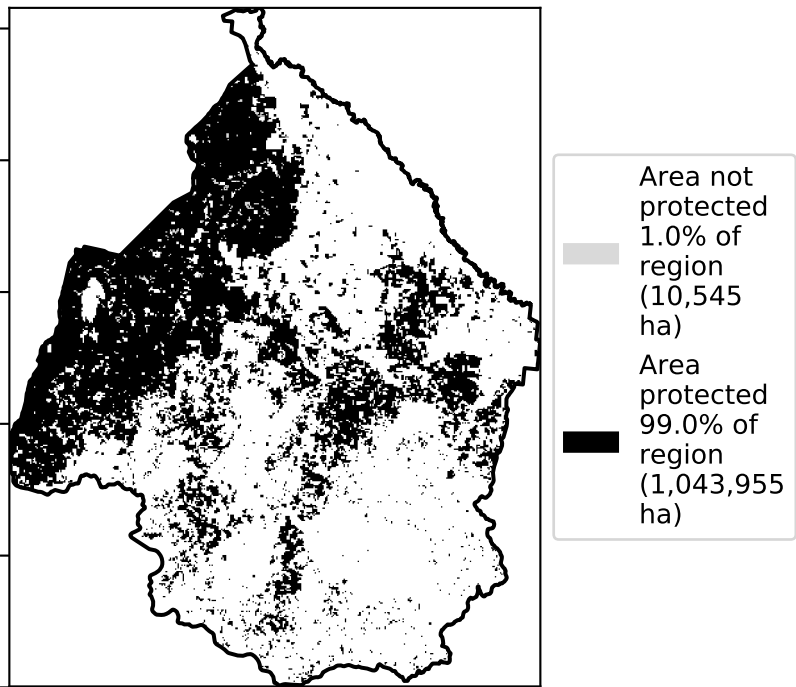 Area not
protected
1.0% of
region
(10,545
ha)
Area
protected
99.0% of
region
(1,043,955
ha)